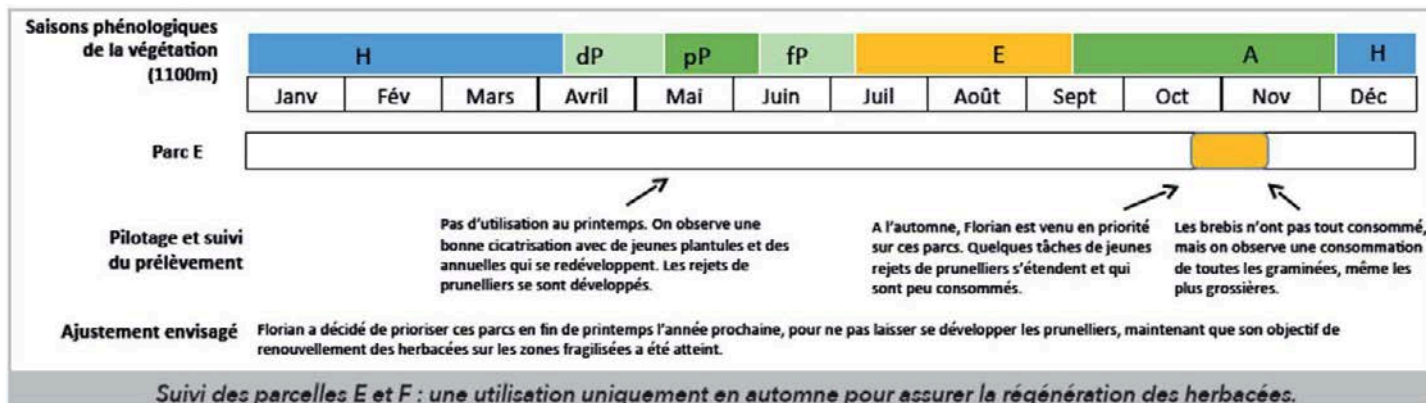 Saisons phénologiques
de la végétation
(1100m)
H dP pP fP E A H
Janv Fév Mars Avril Mai Juin Juil Août Sept Oct Nov Déc
Parc E
Pilotage et suivi
du prélèvement
Pas d'utilisation au printemps. On observe une
bonne cicatrisation avec de jeunes plantules et des
annuelles qui se redéveloppent. Les rejets de
prunelliers se sont développés.
A l'automne, Florian est venu en priorité
sur ces parcs. Quelques tâches de jeunes
rejets de prunelliers s'étendent et qui
sont peu consommés.
Les brebis n'ont pas tout consommé,
mais on observe une consommation
de toutes les graminées, même les
plus grossières.
Ajustement envisagé
Florian a décidé de prioriser ces parcs en fin de printemps l'année prochaine, pour ne pas laisser se développer les prunelliers, maintenant que son objectif de
renouvellement des herbacées sur les zones fragilisées a été atteint.
Suivi des parcelles E et F : une utilisation uniquement en automne pour assurer la régénération des herbacées.